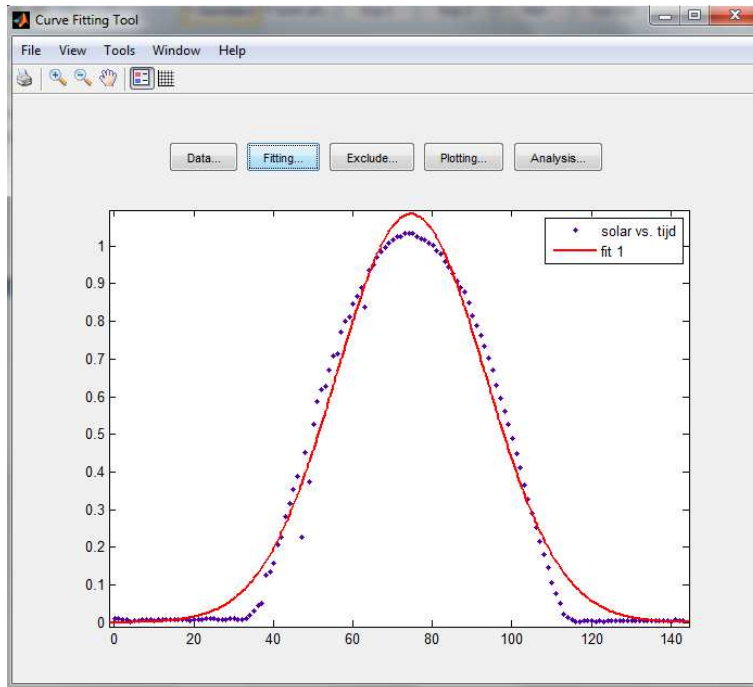 Curve Fitting Tool
File View Tools Window Help
Data... Fitting... Exclude... Plotting... Analysis...
solar vs. tijd
fit 1
1
0.9
0.8
0.7
0.6
0.5
0.4
0.3
0.2
0.1
0
0 20 40 60 80 100 120 140